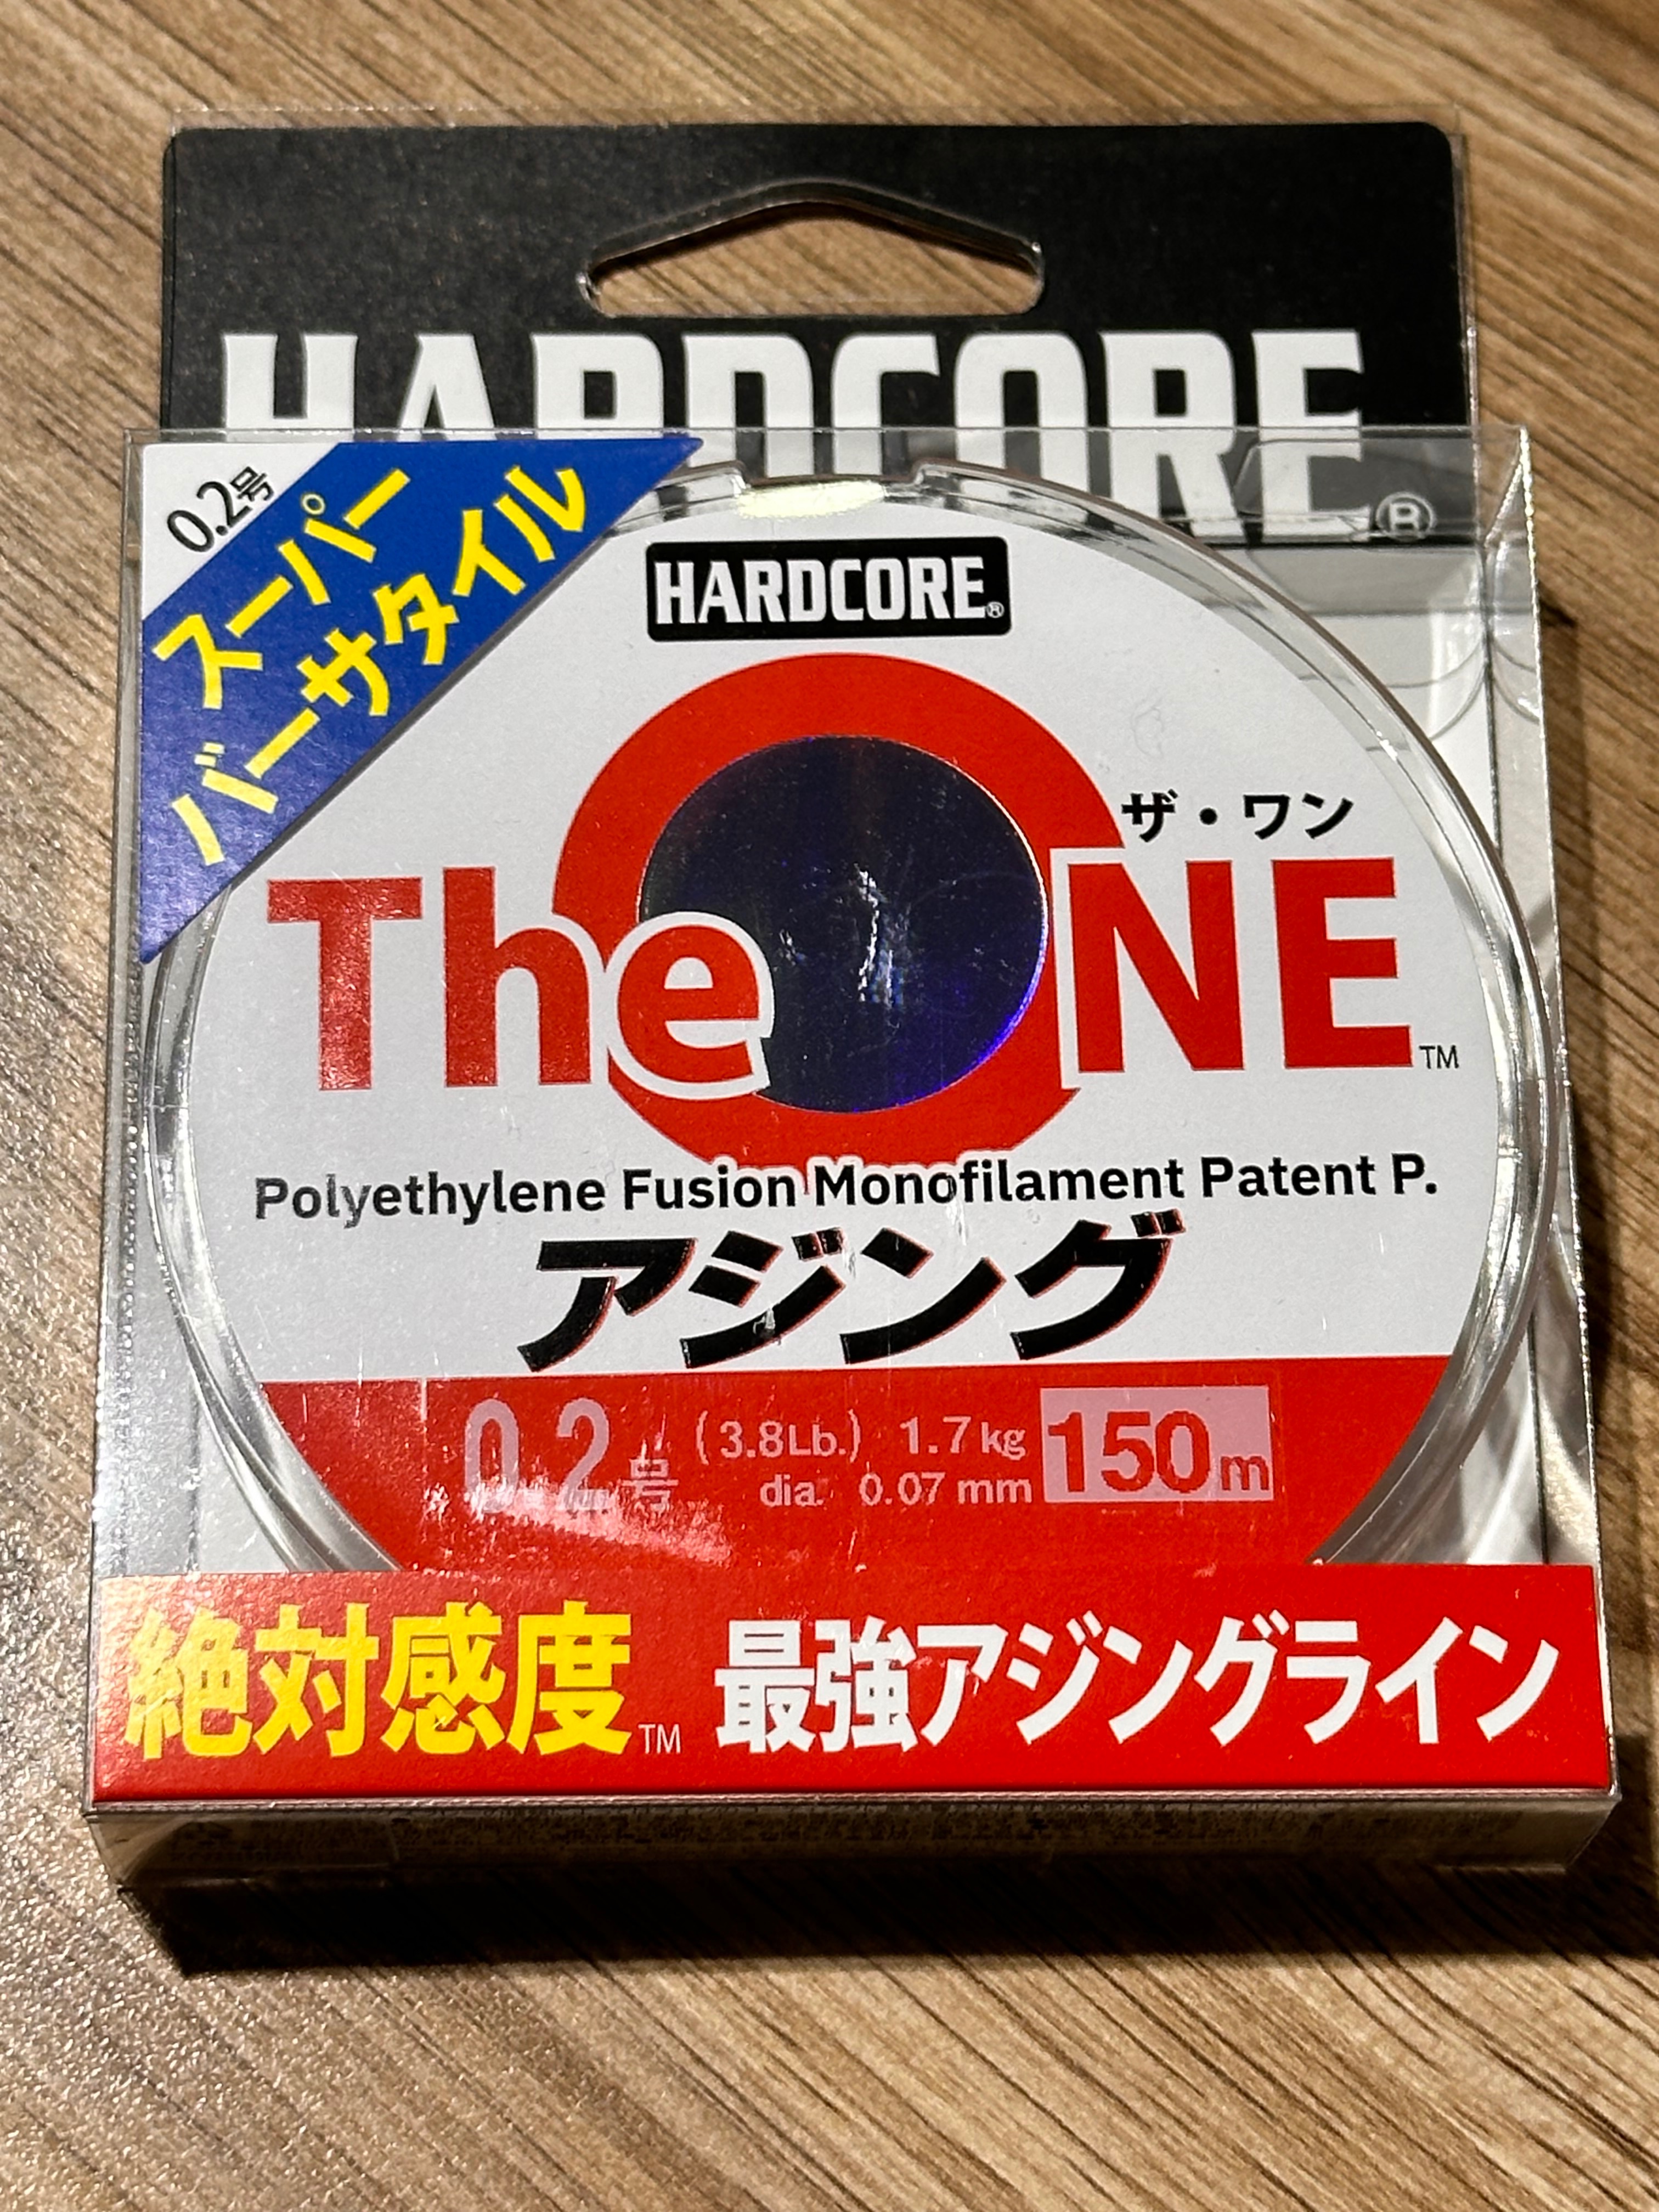 HARDCORE®
0.2号
スーパー
バーサタイル
HARDCORE®
ザ・ワン
The ONE™
Polyethylene Fusion Monofilament Patent P.
アジング
0.2号 (3.8Lb.) 1.7kg 150m
dia. 0.07mm
絶対感度™ 最強アジングライン